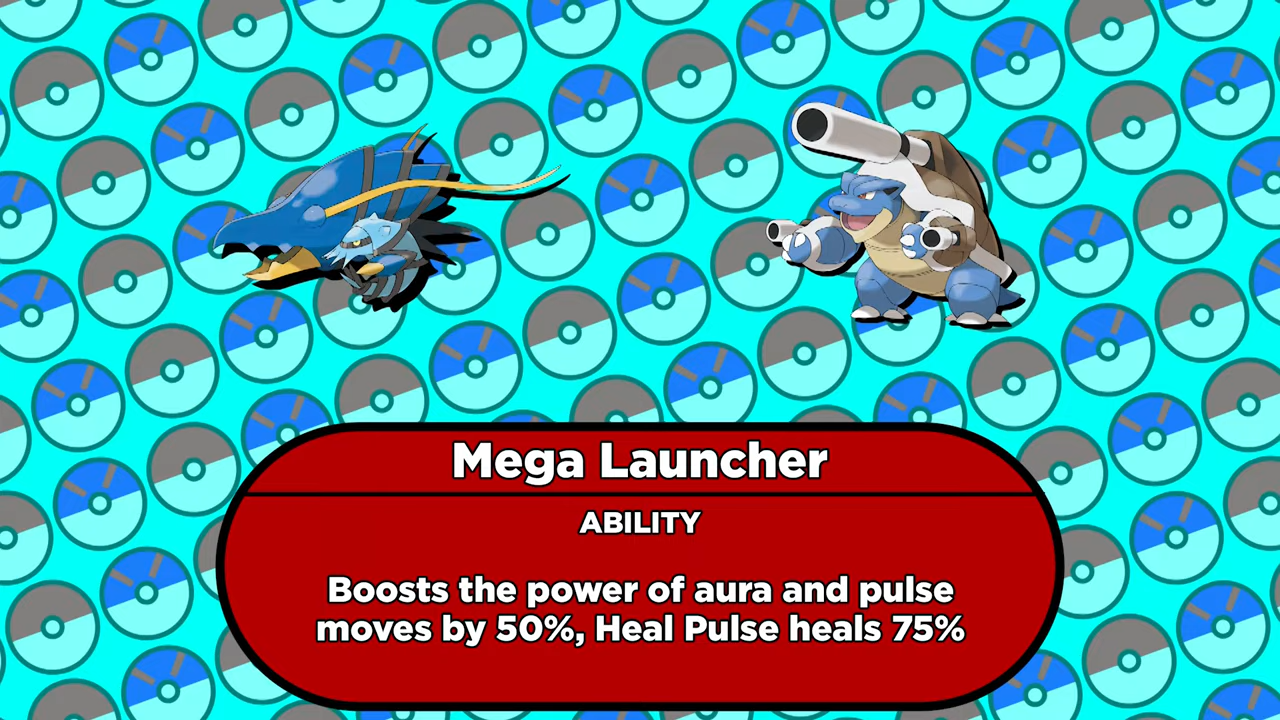 Mega Launcher
ABILITY
Boosts the power of aura and pulse
moves by 50%, Heal Pulse heals 75%